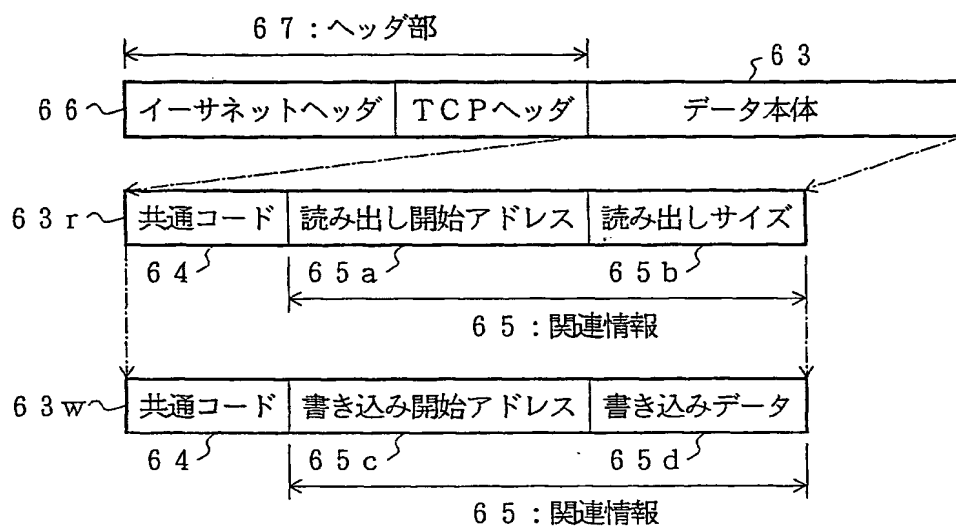 ６７：ヘッダ部
６３
６６ イーサネットヘッダ ＴＣＰヘッダ データ本体
６３ｒ 共通コード 読み出し開始アドレス 読み出しサイズ
６４ ６５ａ ６５ｂ
６５：関連情報
６３ｗ 共通コード 書き込み開始アドレス 書き込みデータ
６４ ６５ｃ ６５ｄ
６５：関連情報